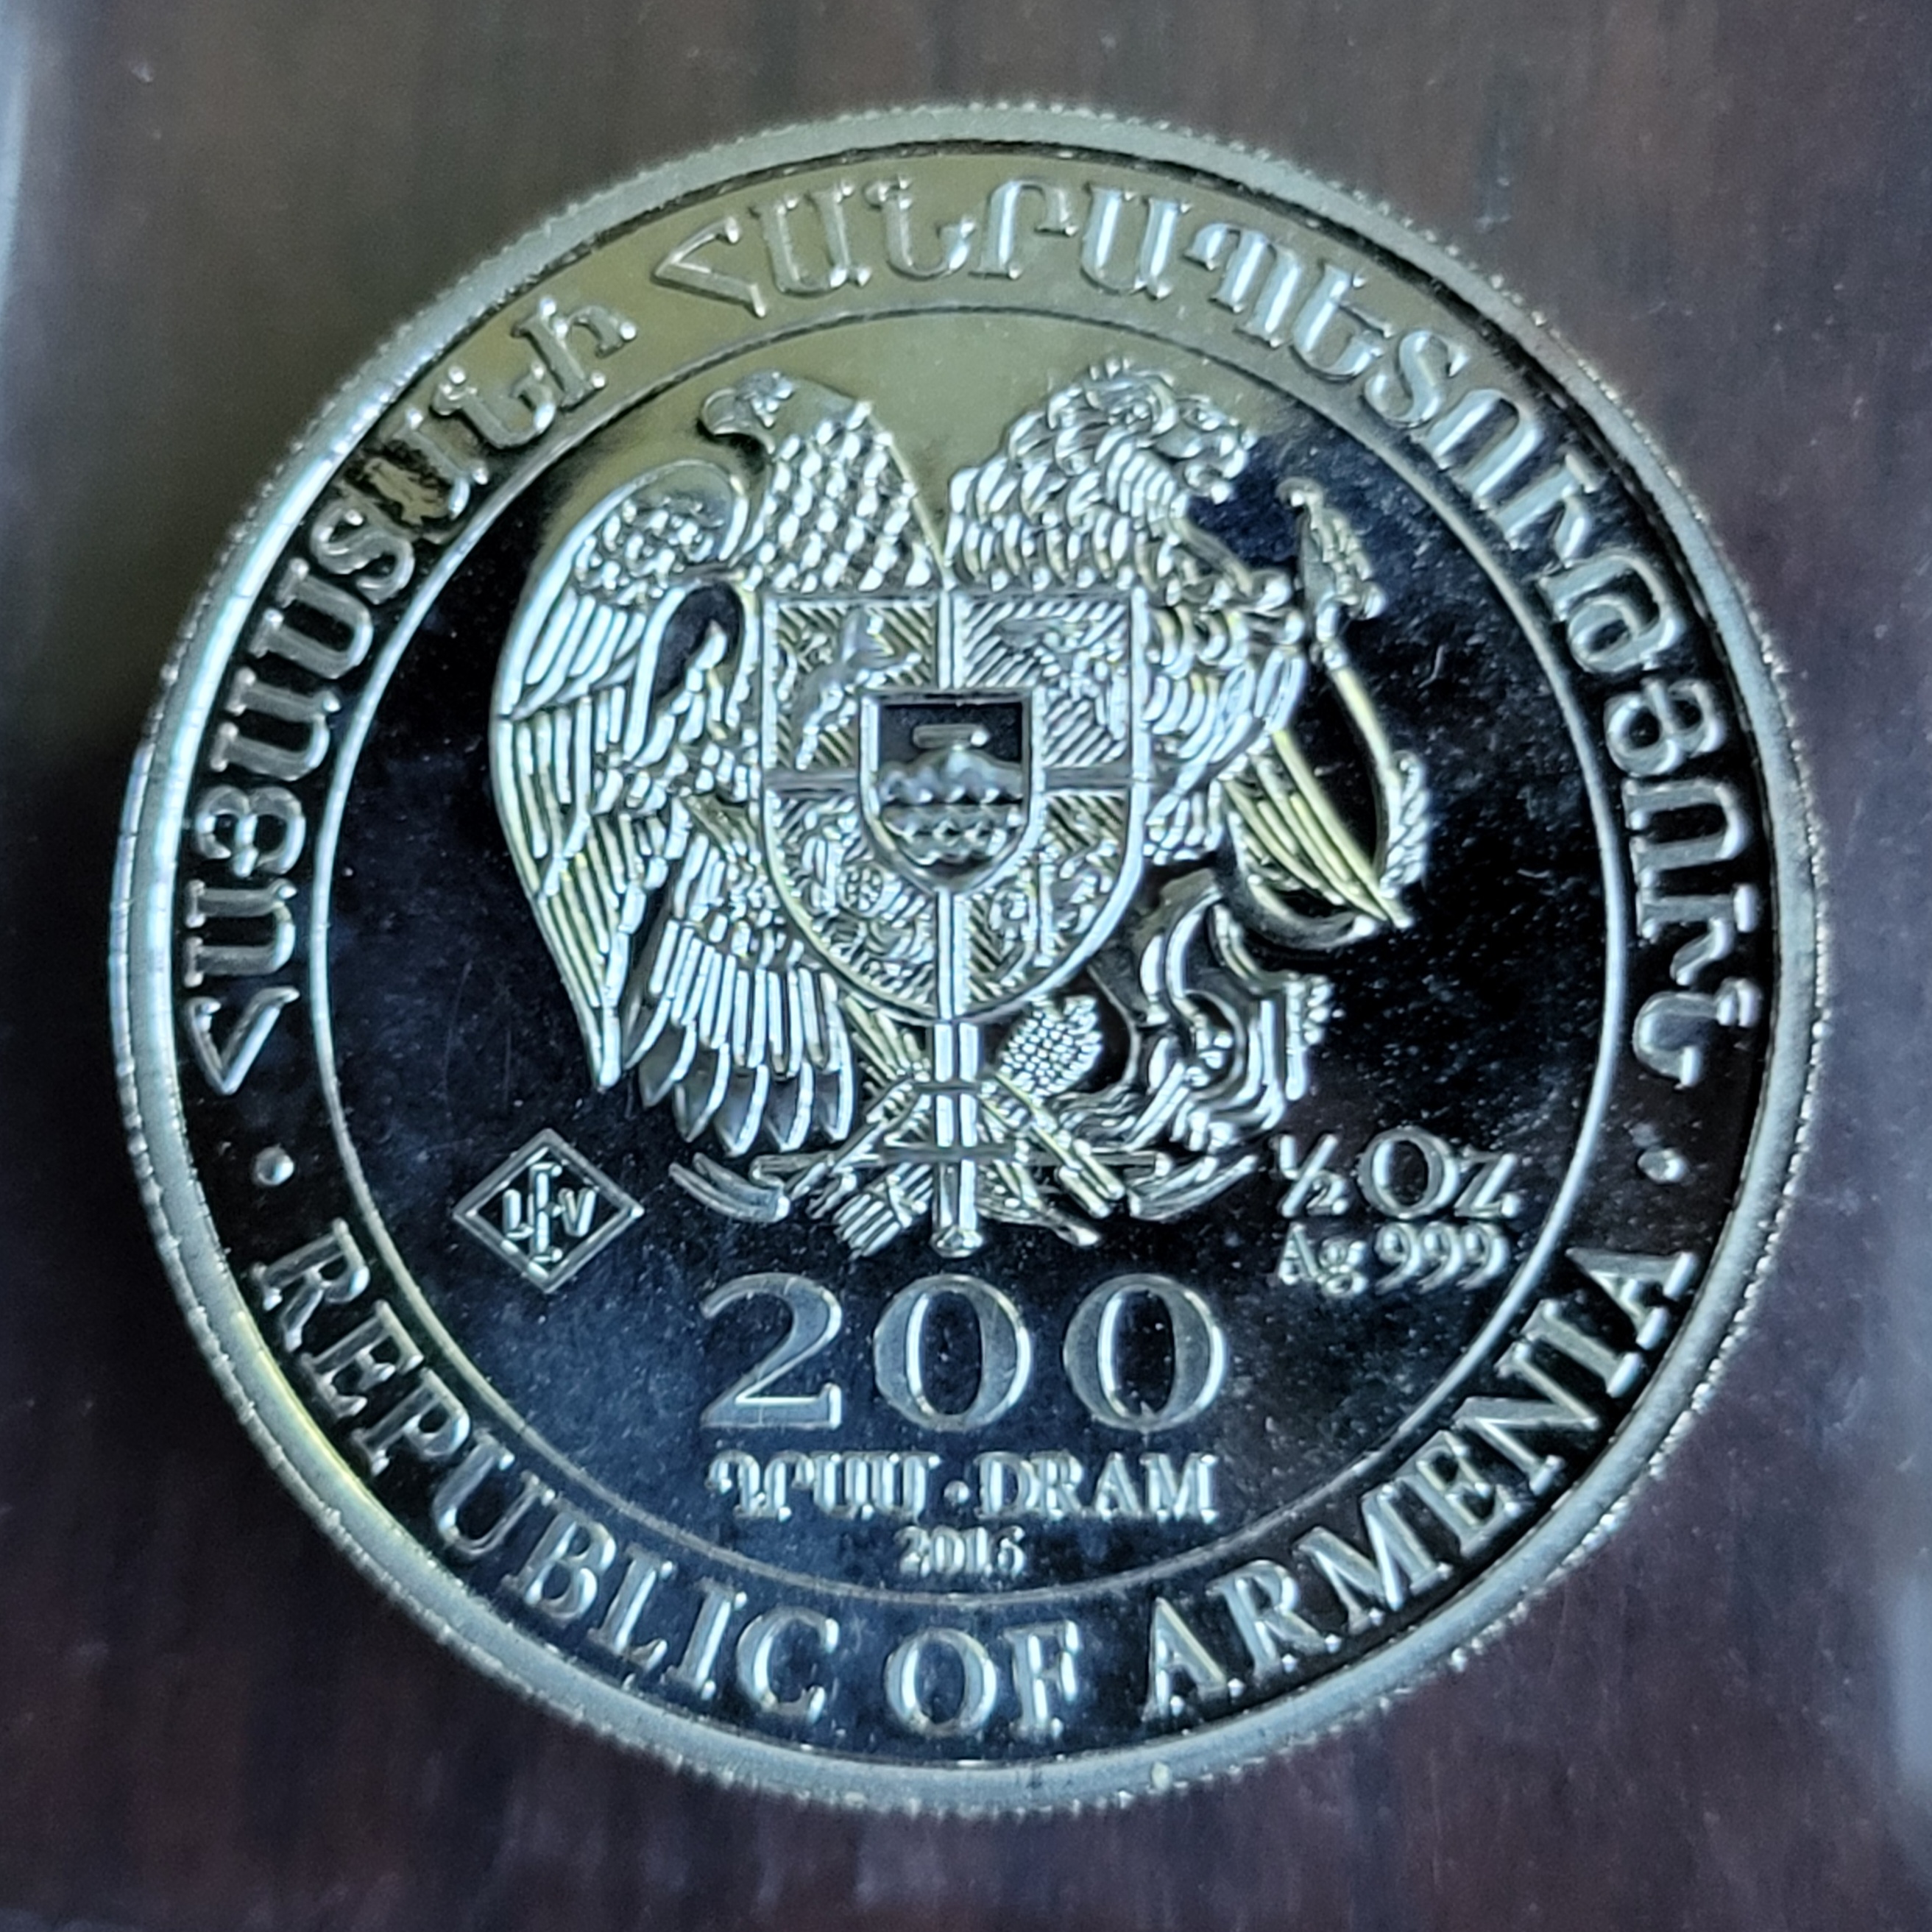 ՀԱՅԱՍՏԱՆԻ ՀԱՆՐԱՊԵՏՈՒԹՅՈՒՆ
½ Oz
Ag 999
200
ԴՐԱՄ · DRAM
2016
REPUBLIC OF ARMENIA